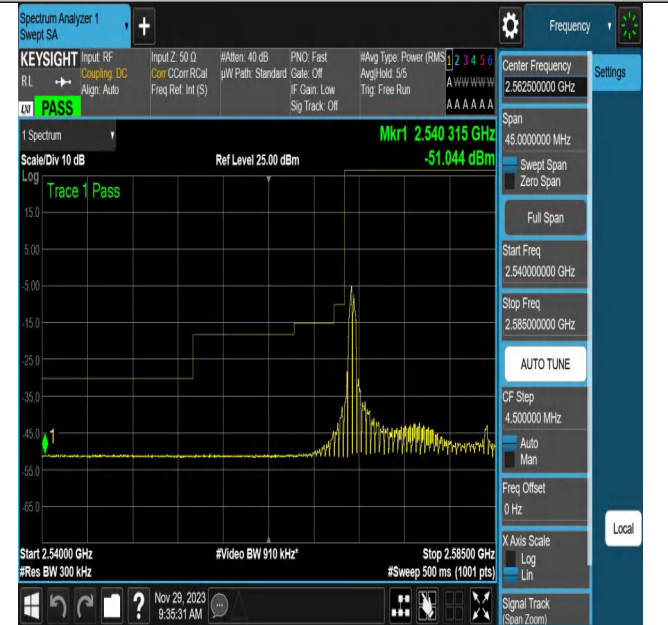 Spectrum Analyzer 1
Swept SA
+
Frequency
KEYSIGHT
RL
LXI
PASS
Input: RF
Coupling: DC
Align: Auto
Input Z: 50 Ω
Corr CCorr RCal
Freq Ref: Int (S)
#Atten: 40 dB
µW Path: Standard
PNO: Fast
Gate: Off
IF Gain: Low
Sig Track: Off
#Avg Type: Power (RMS
Avg|Hold: 5/5
Trig: Free Run
1 2 3 4 5 6
A W W W W W
A A A A A A
Center Frequency
2.562500000 GHz
Settings
Span
45.0000000 MHz
Swept Span
Zero Span
Full Span
Start Freq
2.540000000 GHz
Stop Freq
2.585000000 GHz
AUTO TUNE
CF Step
4.500000 MHz
Auto
Man
Freq Offset
0 Hz
X Axis Scale
Log
Lin
Signal Track
(Span Zoom)
Local
1 Spectrum
Scale/Div 10 dB
Ref Level 25.00 dBm
Mkr1 2.540 315 GHz
-51.044 dBm
Log
Trace 1 Pass
15.0
5.00
-5.00
-15.0
-25.0
-35.0
-45.0
1
-55.0
-65.0
Start 2.54000 GHz
#Video BW 910 kHz*
Stop 2.58500 GHz
#Res BW 300 kHz
#Sweep 500 ms (1001 pts)
?
Nov 29, 2023
9:35:31 AM